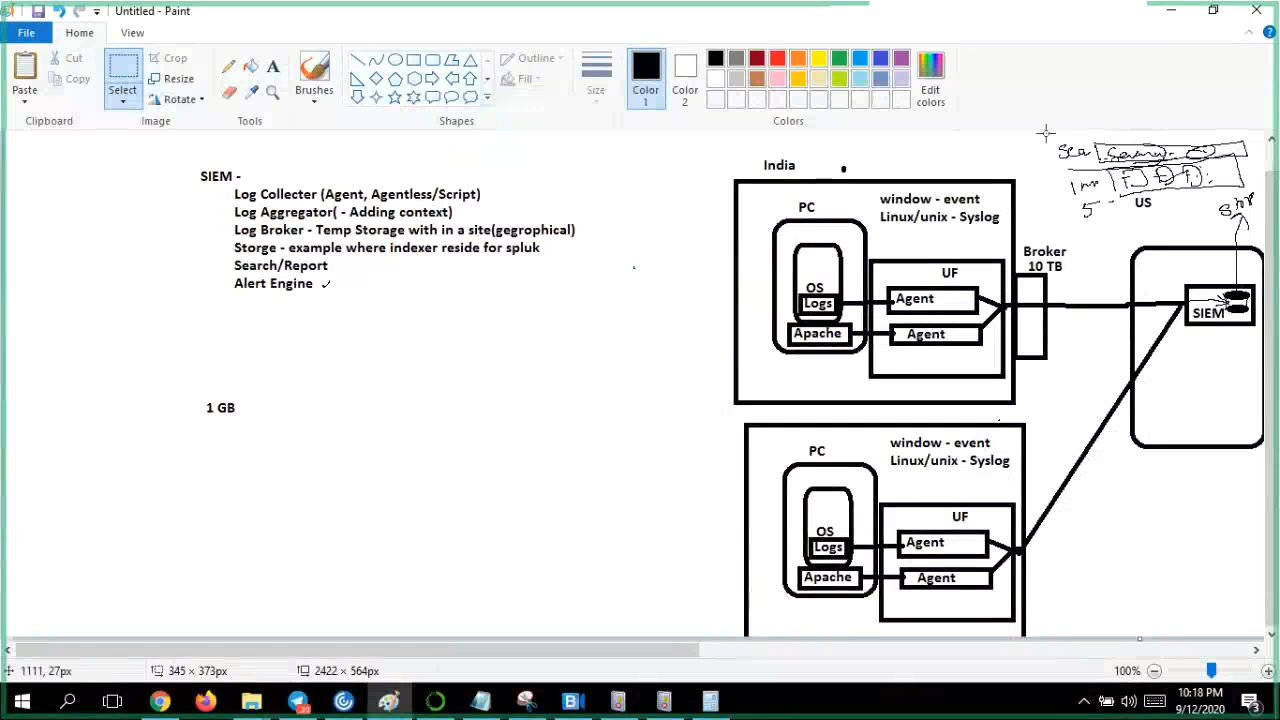 Untitled - Paint
File
Home
View
Paste
Cut
Copy
Clipboard
Select
Crop
Resize
Rotate
Image
Tools
Brushes
Outline
Fill
Shapes
Size
Color
1
Color
2
Edit
colors
Colors
SIEM -
Log Collecter (Agent, Agentless/Script)
Log Aggregator( - Adding context)
Log Broker - Temp Storage with in a site(gegrophical)
Storge - example where indexer reside for spluk
Search/Report
Alert Engine
1 GB
India
PC
window - event
Linux/unix - Syslog
OS
Logs
Apache
UF
Agent
Agent
Broker
10 TB
US
SIEM
PC
window - event
Linux/unix - Syslog
OS
Logs
Apache
UF
Agent
Agent
1111, 27px
345 × 373px
2422 × 564px
100%
10:18 PM
9/12/2020